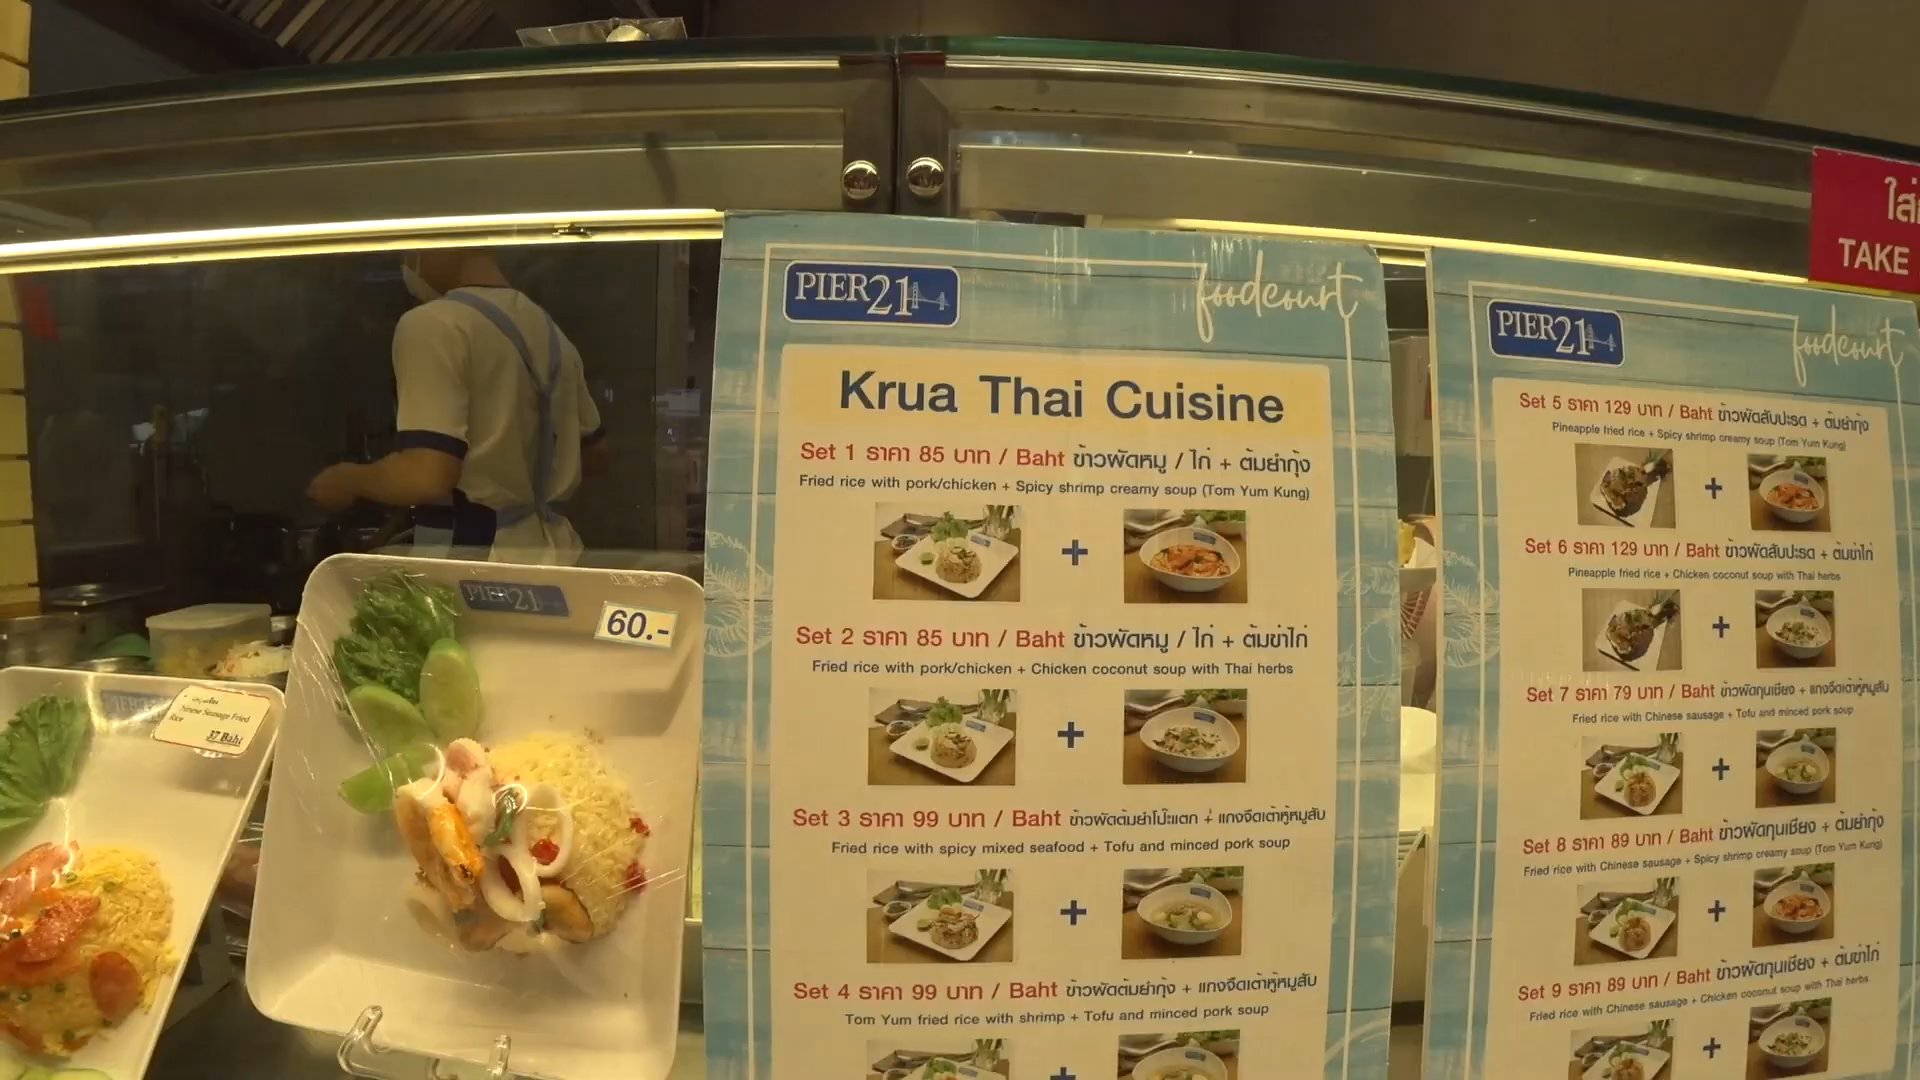 ใส่
TAKE
PIER21
foodcourt
Krua Thai Cuisine
Set 1 ราคา 85 บาท / Baht ข้าวผัดหมู / ไก่ + ต้มยำกุ้ง
Fried rice with pork/chicken + Spicy shrimp creamy soup (Tom Yum Kung)
+
Set 2 ราคา 85 บาท / Baht ข้าวผัดหมู / ไก่ + ต้มข่าไก่
Fried rice with pork/chicken + Chicken coconut soup with Thai herbs
+
Set 3 ราคา 99 บาท / Baht ข้าวผัดต้มยำโป๊ะแตก + แกงจืดเต้าหู้หมูสับ
Fried rice with spicy mixed seafood + Tofu and minced pork soup
+
Set 4 ราคา 99 บาท / Baht ข้าวผัดต้มยำกุ้ง + แกงจืดเต้าหู้หมูสับ
Tom Yum fried rice with shrimp + Tofu and minced pork soup
+
PIER21
foodcourt
Set 5 ราคา 129 บาท / Baht ข้าวผัดสับปะรด + ต้มยำกุ้ง
Pineapple fried rice + Spicy shrimp creamy soup (Tom Yum Kung)
+
Set 6 ราคา 129 บาท / Baht ข้าวผัดสับปะรด + ต้มข่าไก่
Pineapple fried rice + Chicken coconut soup with Thai herbs
+
Set 7 ราคา 79 บาท / Baht ข้าวผัดกุนเชียง + แกงจืดเต้าหู้หมูสับ
Fried rice with Chinese sausage + Tofu and minced pork soup
+
Set 8 ราคา 89 บาท / Baht ข้าวผัดกุนเชียง + ต้มยำกุ้ง
Fried rice with Chinese sausage + Spicy shrimp creamy soup (Tom Yum Kung)
+
Set 9 ราคา 89 บาท / Baht ข้าวผัดกุนเชียง + ต้มข่าไก่
Fried rice with Chinese sausage + Chicken coconut soup with Thai herbs
+
PIER21
60.-
PIER21
Sausage Fried
Rice
37 Baht